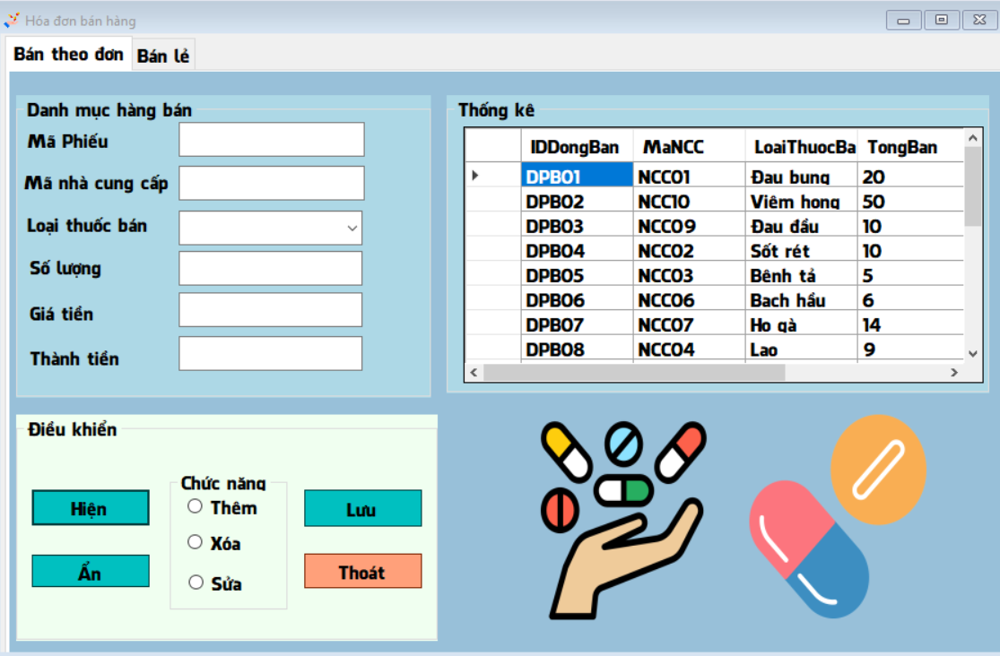 Hóa đơn bán hàng
Bán theo đơn Bán lẻ
Danh mục hàng bán
Mã Phiếu
Mã nhà cung cấp
Loại thuốc bán
Số lượng
Giá tiền
Thành tiền
Thống kê
IDDongBan MaNCC LoaiThuocBa TongBan
DPB01 NCC01 Đau bụng 20
DPB02 NCC10 Viêm họng 50
DPB03 NCC09 Đau đầu 10
DPB04 NCC02 Sốt rét 10
DPB05 NCC03 Bệnh tả 5
DPB06 NCC06 Bạch hầu 6
DPB07 NCC07 Ho gà 14
DPB08 NCC04 Lao 9
Điều khiển
Hiện
Ẩn
Chức năng
Thêm
Xóa
Sửa
Lưu
Thoát